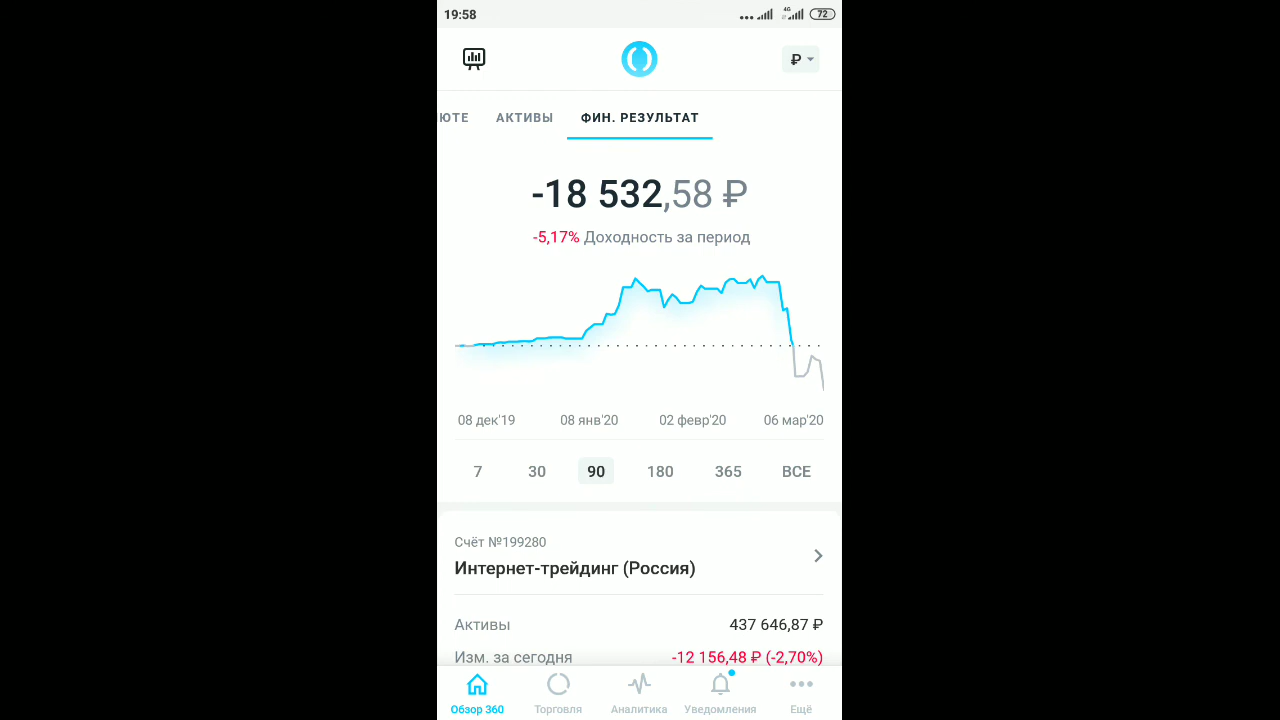 19:58
4G
72
₽
ЮТЕ АКТИВЫ ФИН. РЕЗУЛЬТАТ
-18 532,58 ₽
-5,17% Доходность за период
08 дек'19 08 янв'20 02 февр'20 06 мар'20
7 30 90 180 365 ВСЕ
Счёт №199280
Интернет-трейдинг (Россия)
Активы 437 646,87 ₽
Изм. за сегодня -12 156,48 ₽ (-2,70%)
Обзор 360 Торговля Аналитика Уведомления Ещё